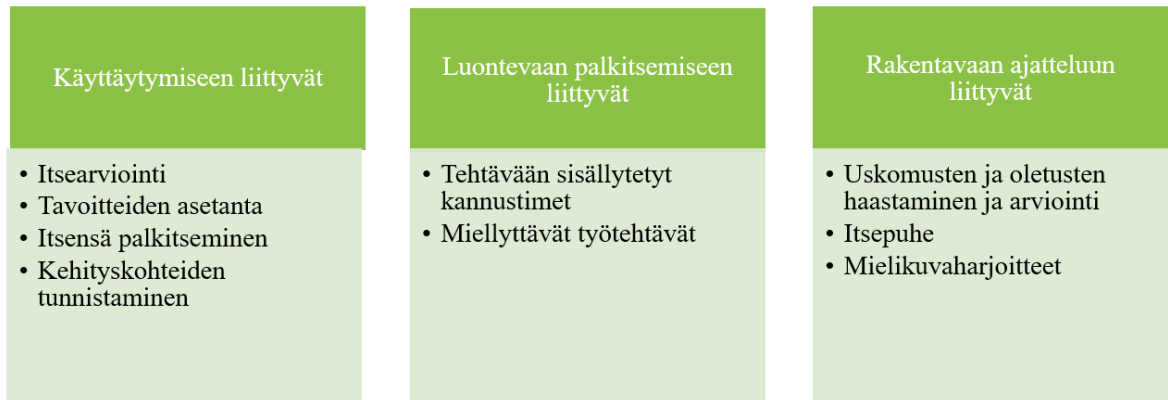 Käyttäytymiseen liittyvät
• Itsearviointi
• Tavoitteiden asetanta
• Itsensä palkitseminen
• Kehityskohteiden
tunnistaminen
Luontevaan palkitsemiseen
liittyvät
• Tehtävään sisällytetyt
kannustimet
• Miellyttävät työtehtävät
Rakentavaan ajatteluun
liittyvät
• Uskomusten ja oletusten
haastaminen ja arviointi
• Itsepuhe
• Mielikuvaharjoitteet